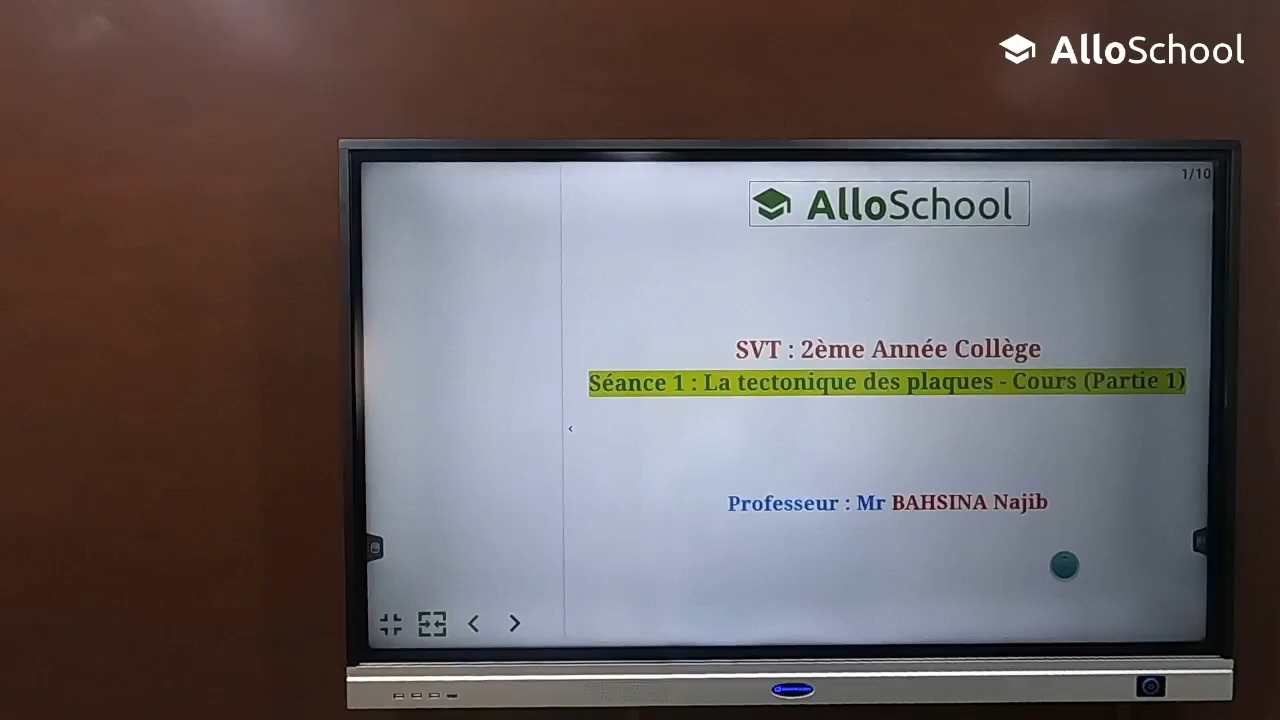 AlloSchool
1/10
AlloSchool
SVT : 2ème Année Collège
Séance 1 : La tectonique des plaques - Cours (Partie 1)
Professeur : Mr BAHSINA Najib